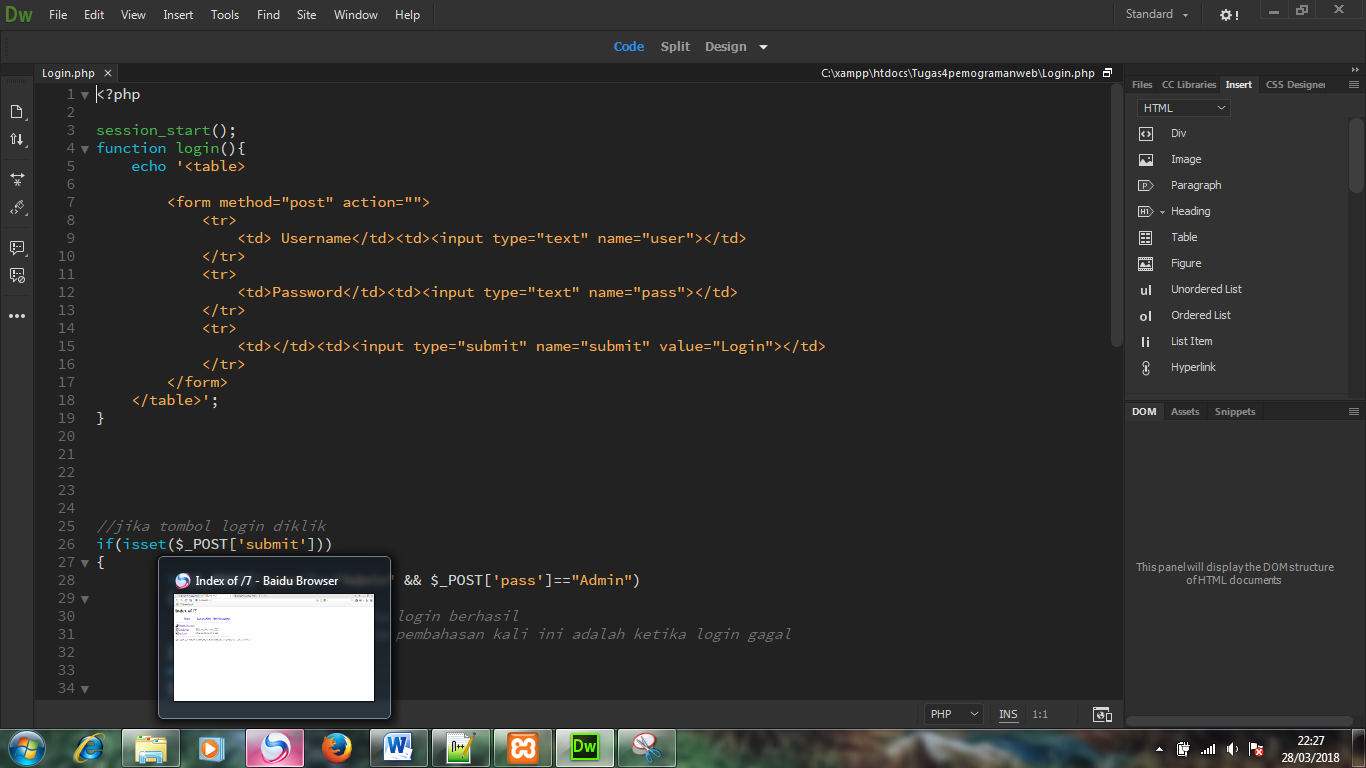 Dw File Edit View Insert Tools Find Site Window Help Standard
Code Split Design
Login.php C:\xampp\htdocs\Tugas4pemogramanweb\Login.php
1 <?php
2
3 session_start();
4 function login(){
5 echo '<table>
6
7 <form method="post" action="">
8 <tr>
9 <td> Username</td><td><input type="text" name="user"></td>
10 </tr>
11 <tr>
12 <td>Password</td><td><input type="text" name="pass"></td>
13 </tr>
14 <tr>
15 <td></td><td><input type="submit" name="submit" value="Login"></td>
16 </tr>
17 </form>
18 </table>';
19 }
20
21
22
23
24
25 //jika tombol login diklik
26 if(isset($_POST['submit']))
27 {
28 " && $_POST['pass']=="Admin")
29
30 login berhasil
31 pembahasan kali ini adalah ketika login gagal
32
33
34
Index of /7 - Baidu Browser
Index of /7
PHP INS 1:1
Files CC Libraries Insert CSS Designer
HTML
Div
Image
Paragraph
Heading
Table
Figure
ul Unordered List
ol Ordered List
li List Item
Hyperlink
DOM Assets Snippets
This panel will display the DOM structure
of HTML documents
Dw
22:27
28/03/2018